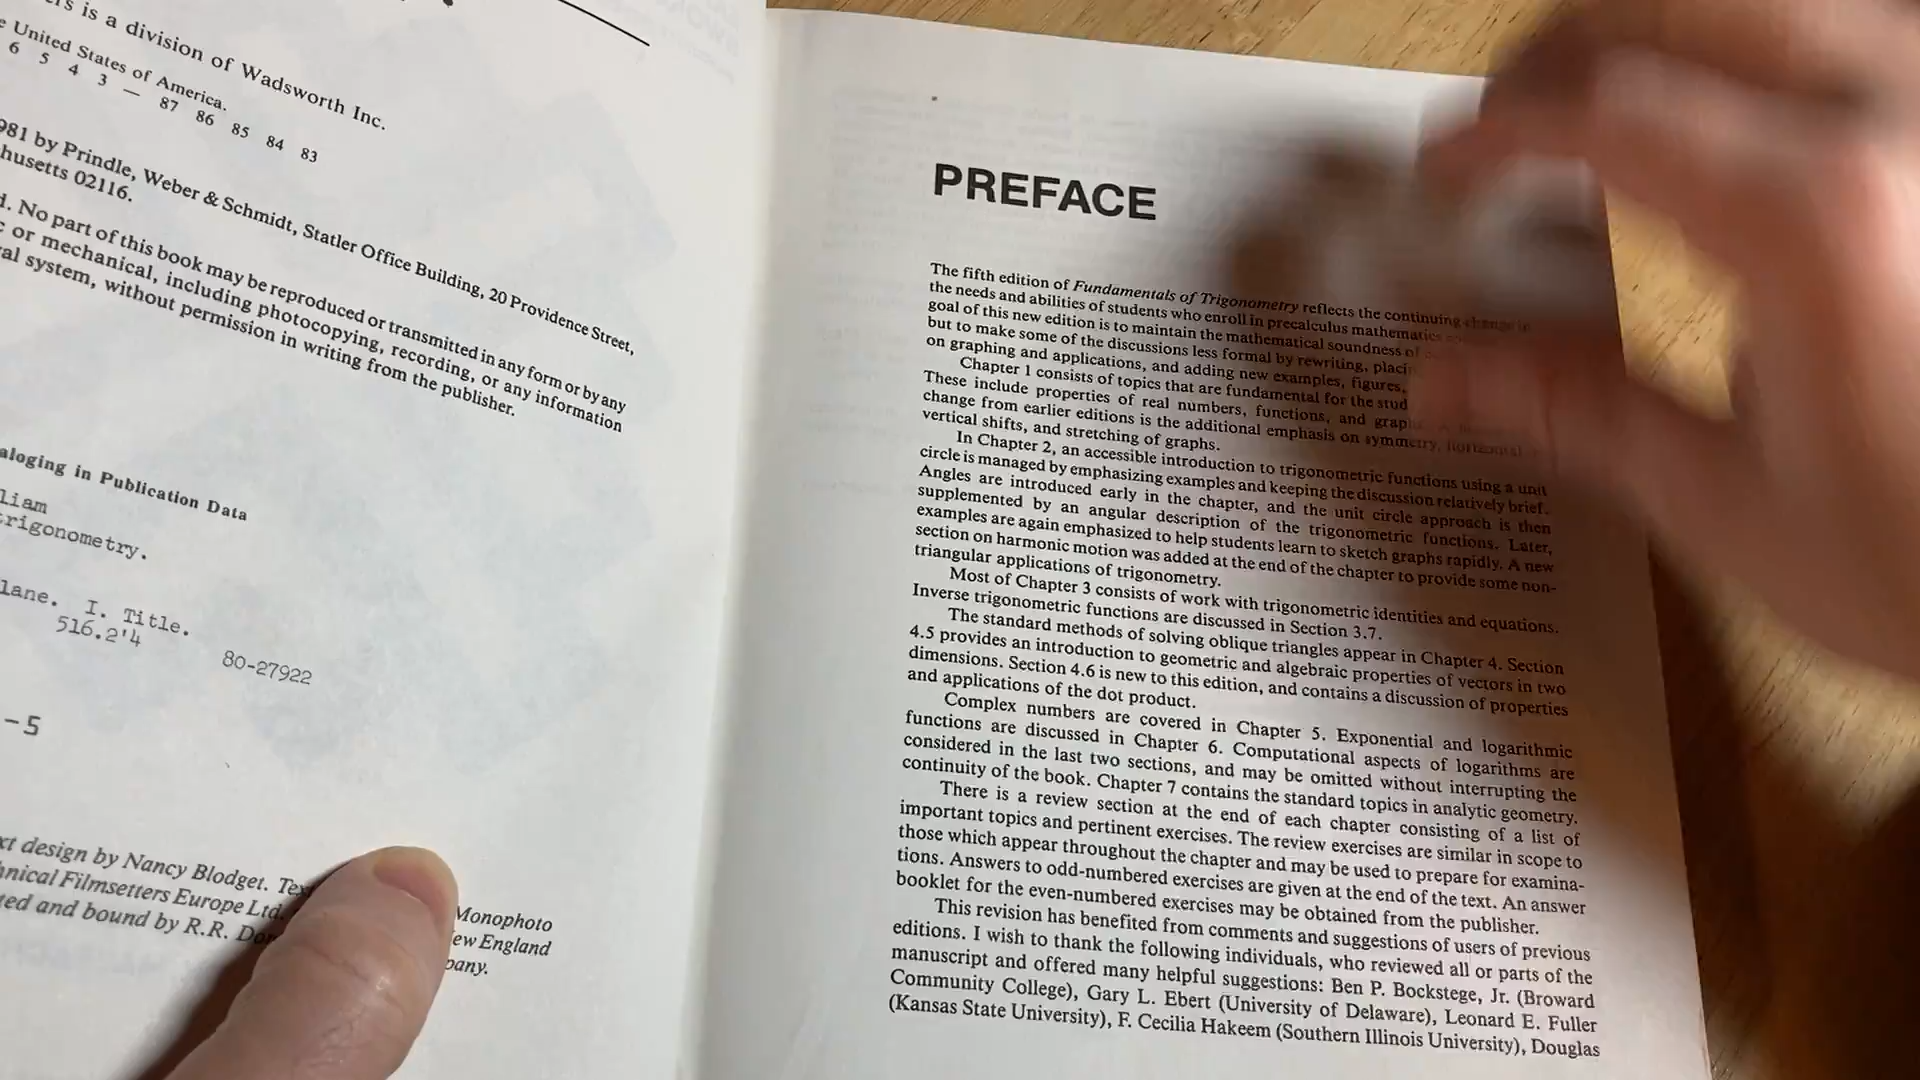 is a division of Wadsworth Inc.
United States of America.
6 5 4 3 — 87 86 85 84 83
981 by Prindle, Weber & Schmidt, Statler Office Building, 20 Providence Street,
husetts 02116.
d. No part of this book may be reproduced or transmitted in any form or by any
or mechanical, including photocopying, recording, or any information
al system, without permission in writing from the publisher.
aloging in Publication Data
liam
trigonometry.
lane. I. Title.
516.2'4
80-27922
-5
xt design by Nancy Blodget.
hnical Filmsetters Europe Ltd. Monophoto
ted and bound by R.R. ew England
pany.
PREFACE
The fifth edition of Fundamentals of Trigonometry reflects the continuing change in
the needs and abilities of students who enroll in precalculus mathematics
goal of this new edition is to maintain the mathematical soundness of
but to make some of the discussions less formal by rewriting, placi
on graphing and applications, and adding new examples, figures,
Chapter 1 consists of topics that are fundamental for the stud
These include properties of real numbers, functions, and grap
change from earlier editions is the additional emphasis on symmetry, horizontal
vertical shifts, and stretching of graphs.
In Chapter 2, an accessible introduction to trigonometric functions using a unit
circle is managed by emphasizing examples and keeping the discussion relatively brief.
Angles are introduced early in the chapter, and the unit circle approach is then
supplemented by an angular description of the trigonometric functions. Later,
examples are again emphasized to help students learn to sketch graphs rapidly. A new
section on harmonic motion was added at the end of the chapter to provide some non-
triangular applications of trigonometry.
Most of Chapter 3 consists of work with trigonometric identities and equations.
Inverse trigonometric functions are discussed in Section 3.7.
The standard methods of solving oblique triangles appear in Chapter 4. Section
4.5 provides an introduction to geometric and algebraic properties of vectors in two
dimensions. Section 4.6 is new to this edition, and contains a discussion of properties
and applications of the dot product.
Complex numbers are covered in Chapter 5. Exponential and logarithmic
functions are discussed in Chapter 6. Computational aspects of logarithms are
considered in the last two sections, and may be omitted without interrupting the
continuity of the book. Chapter 7 contains the standard topics in analytic geometry.
There is a review section at the end of each chapter consisting of a list of
important topics and pertinent exercises. The review exercises are similar in scope to
those which appear throughout the chapter and may be used to prepare for examina-
tions. Answers to odd-numbered exercises are given at the end of the text. An answer
booklet for the even-numbered exercises may be obtained from the publisher.
This revision has benefited from comments and suggestions of users of previous
editions. I wish to thank the following individuals, who reviewed all or parts of the
manuscript and offered many helpful suggestions: Ben P. Bockstege, Jr. (Broward
Community College), Gary L. Ebert (University of Delaware), Leonard E. Fuller
(Kansas State University), F. Cecilia Hakeem (Southern Illinois University), Douglas